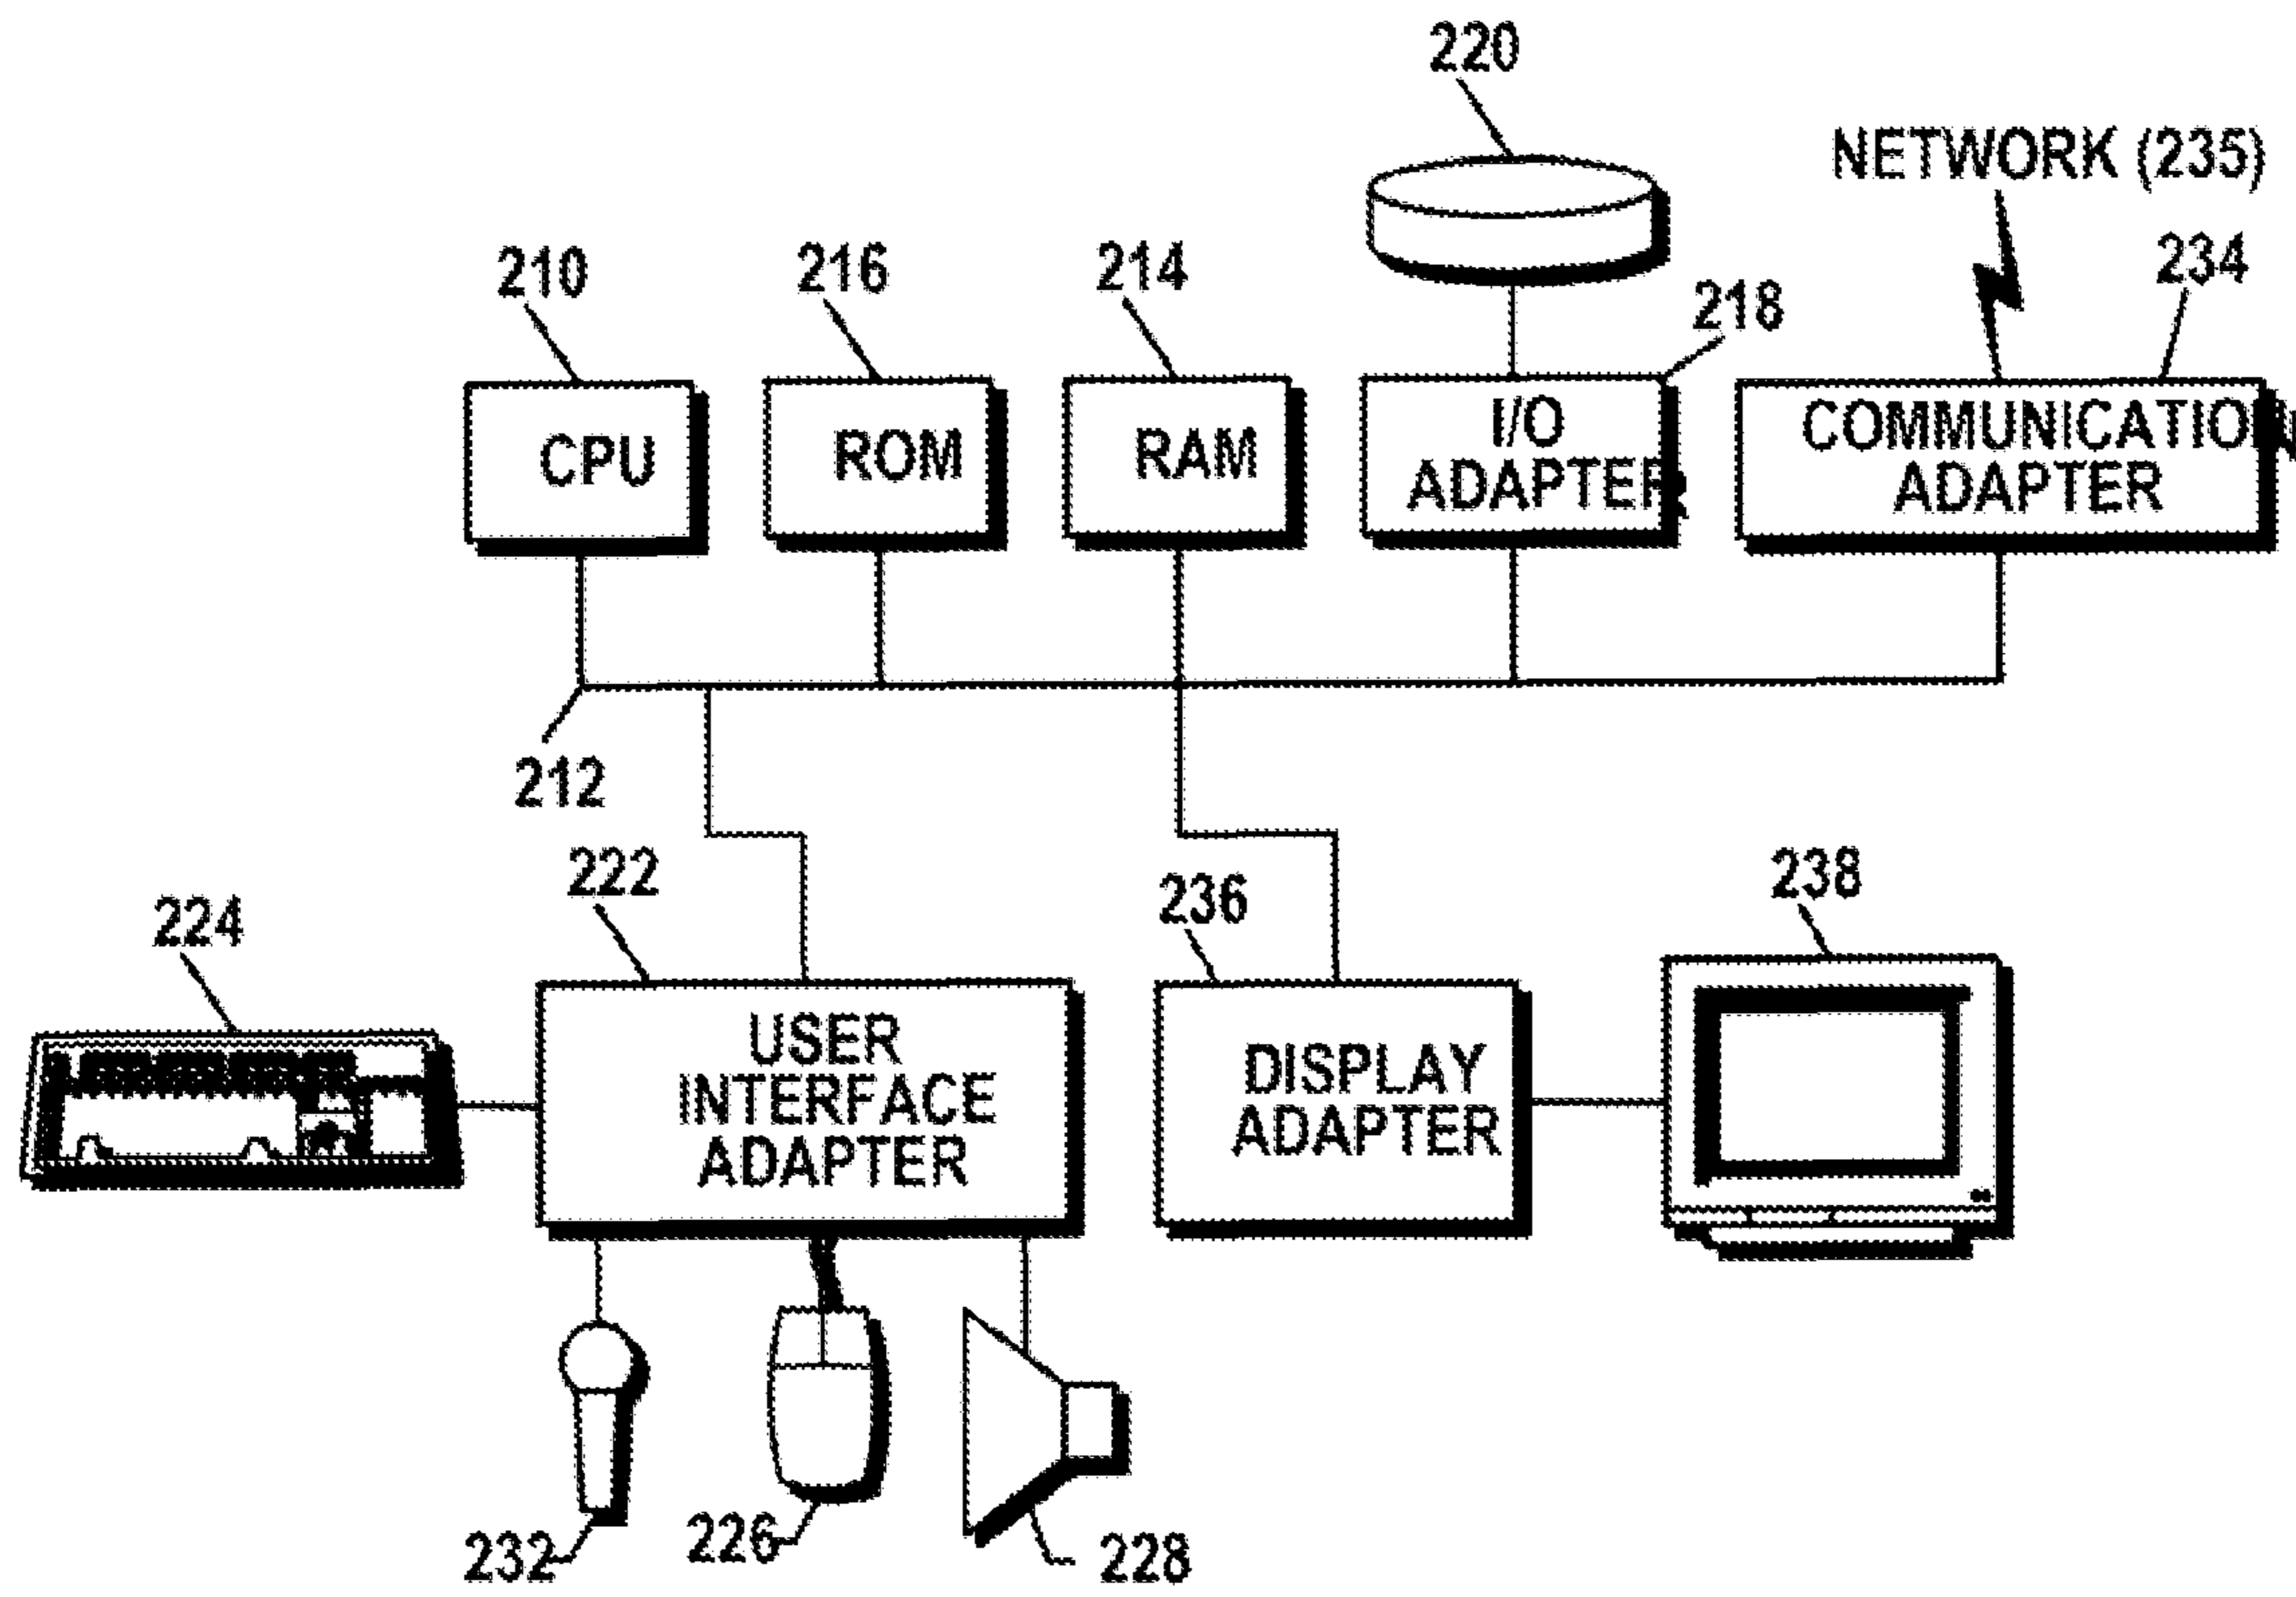 220
NETWORK (235)
210
216
214
218
234
CPU
ROM
RAM
I/O
ADAPTER
COMMUNICATION
ADAPTER
212
222
224
236
238
USER
INTERFACE
ADAPTER
DISPLAY
ADAPTER
232
226
228